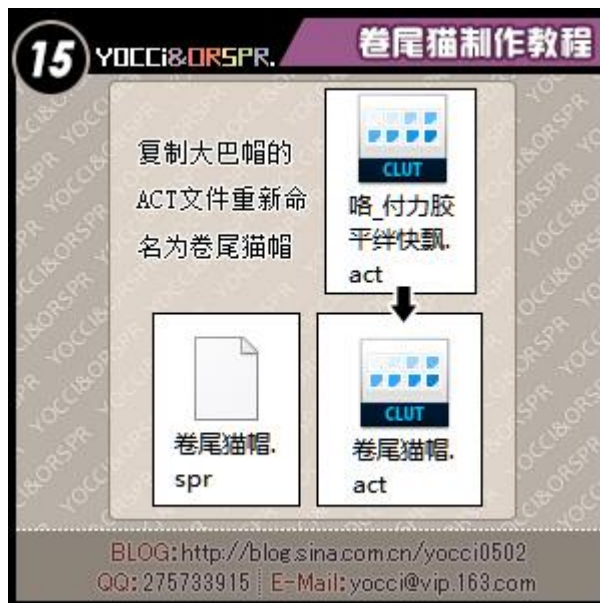 15
YOCCi&ORSPR.
卷尾猫制作教程
复制大巴帽的
ACT文件重新命
名为卷尾猫帽
CLUT
咯_付力胶
平绊快飘.
act
卷尾猫帽.
spr
CLUT
卷尾猫帽.
act
BLOG:http://blog.sina.com.cn/yocci0502
QQ:275733915 E-Mail:yocci@vip.163.com